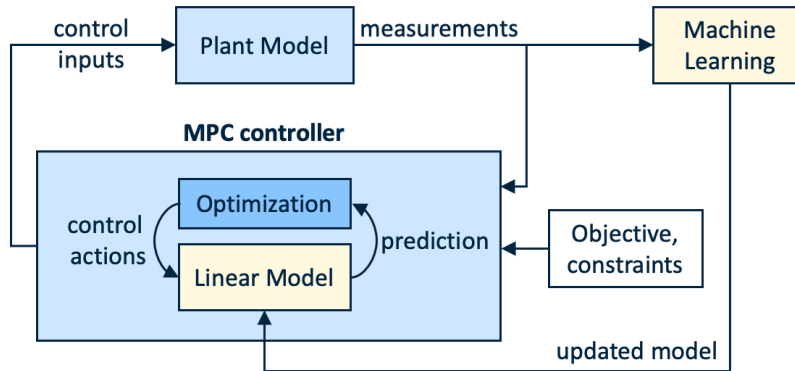 control
inputs
Plant Model
measurements
Machine
Learning
MPC controller
Optimization
control
actions
prediction
Linear Model
Objective,
constraints
updated model